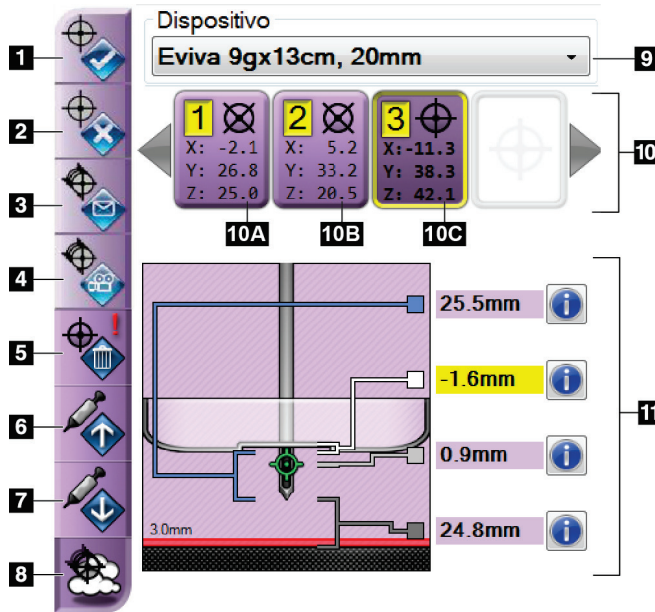 Dispositivo
1
Eviva 9gx13cm, 20mm
9
2
1
X: -2.1
Y: 26.8
Z: 25.0
2
X: 5.2
Y: 33.2
Z: 20.5
3
X:-11.3
Y: 38.3
Z: 42.1
10
3
10A
10B
10C
4
25.5mm
5
!
-1.6mm
6
11
0.9mm
7
3.0mm
24.8mm
8